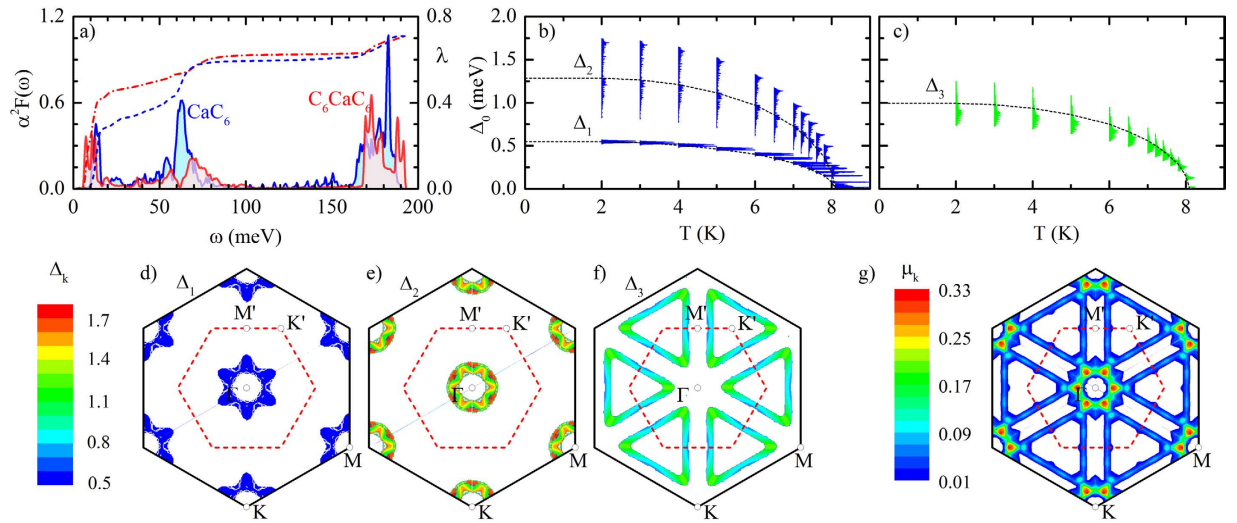 a)
α²F(ω)
1.2
0.6
0.0
0 50 100 150 200
ω (meV)
0.8
λ
0.4
0.0
CaC₆
C₆CaC₆
b)
Δ₀ (meV)
2.0
1.5
1.0
0.5
0.0
Δ₂
Δ₁
0 2 4 6 8
T (K)
c)
Δ₃
0 2 4 6 8
T (K)
Δₖ
1.7
1.4
1.1
0.8
0.5
d) Δ₁
M'
K'
Γ
K
M
e) Δ₂
M'
K'
Γ
K
M
f) Δ₃
M'
K'
Γ
K
M
g)
μₖ
0.33
0.25
0.17
0.09
0.01
M'
K'
Γ
K
M